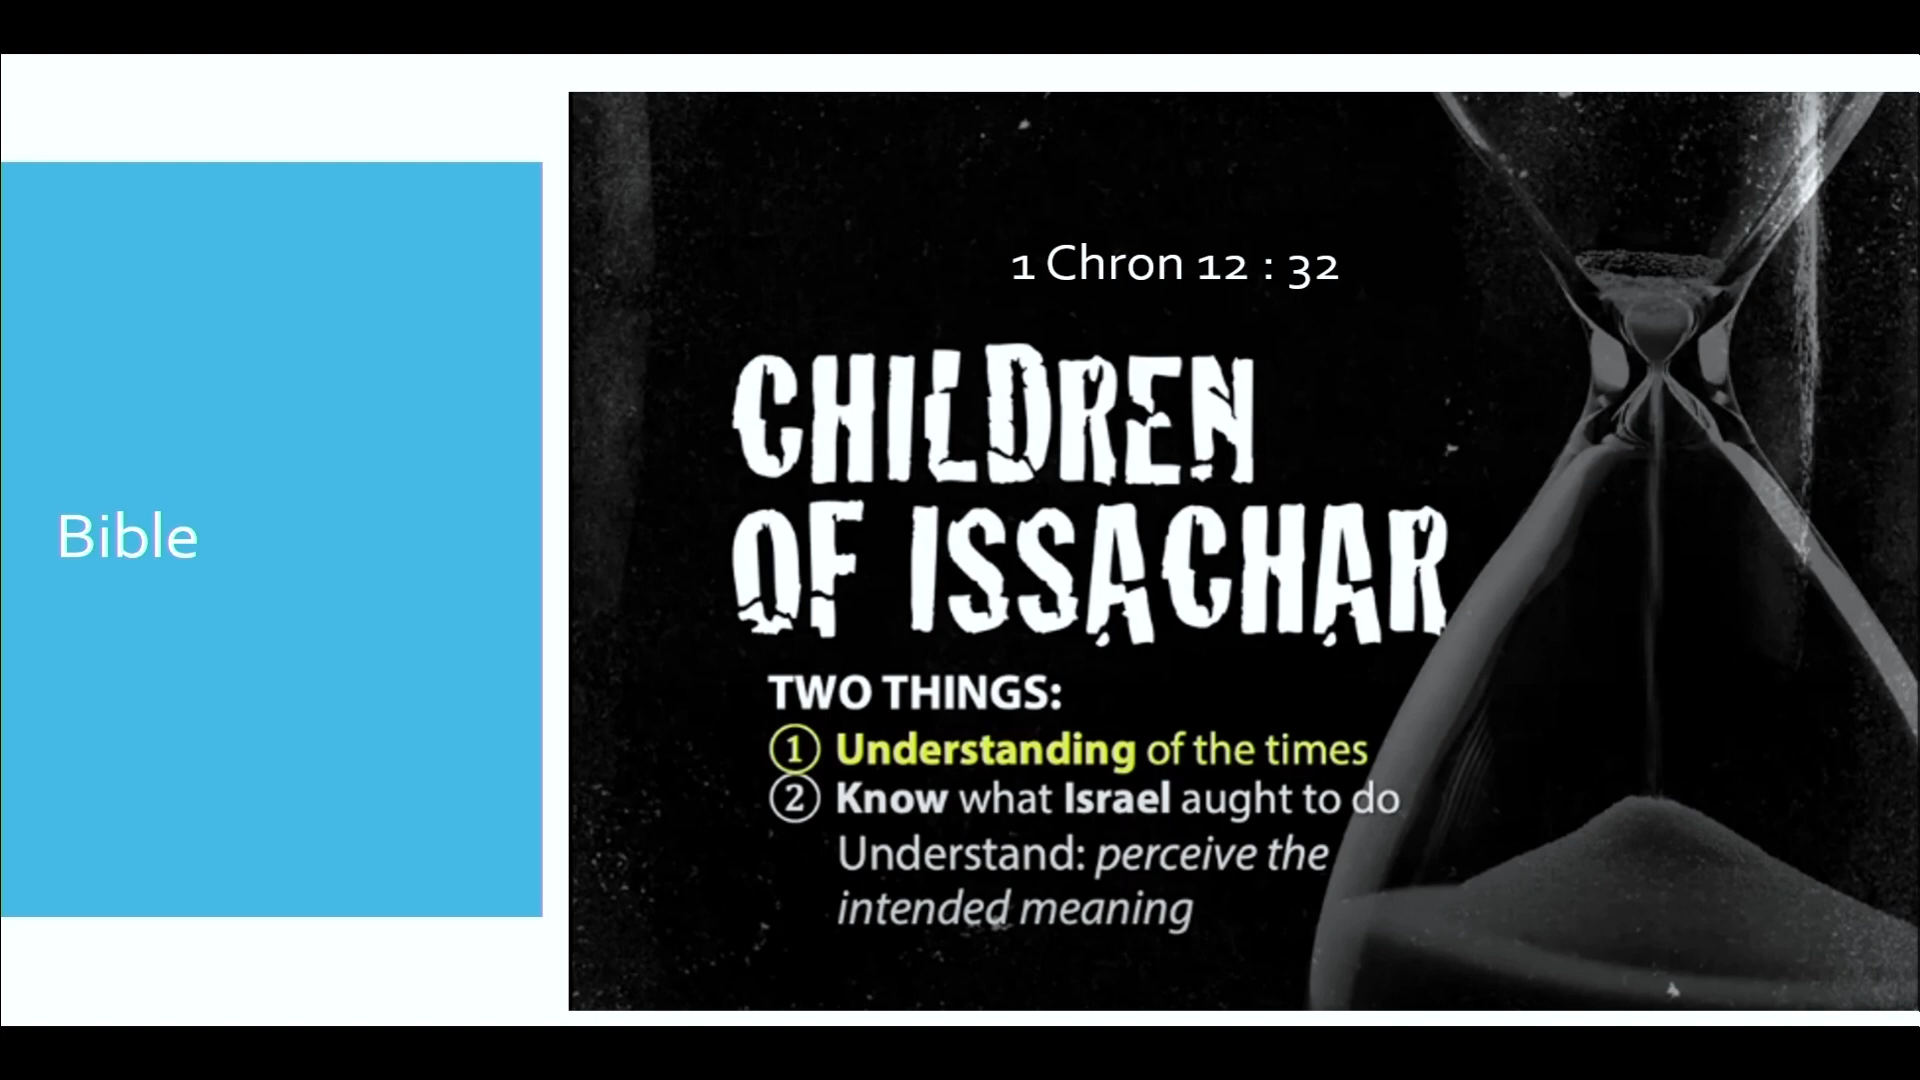 Bible
1 Chron 12 : 32
CHILDREN
OF ISSACHAR
TWO THINGS:
1 Understanding of the times
2 Know what Israel aught to do
Understand: perceive the
intended meaning